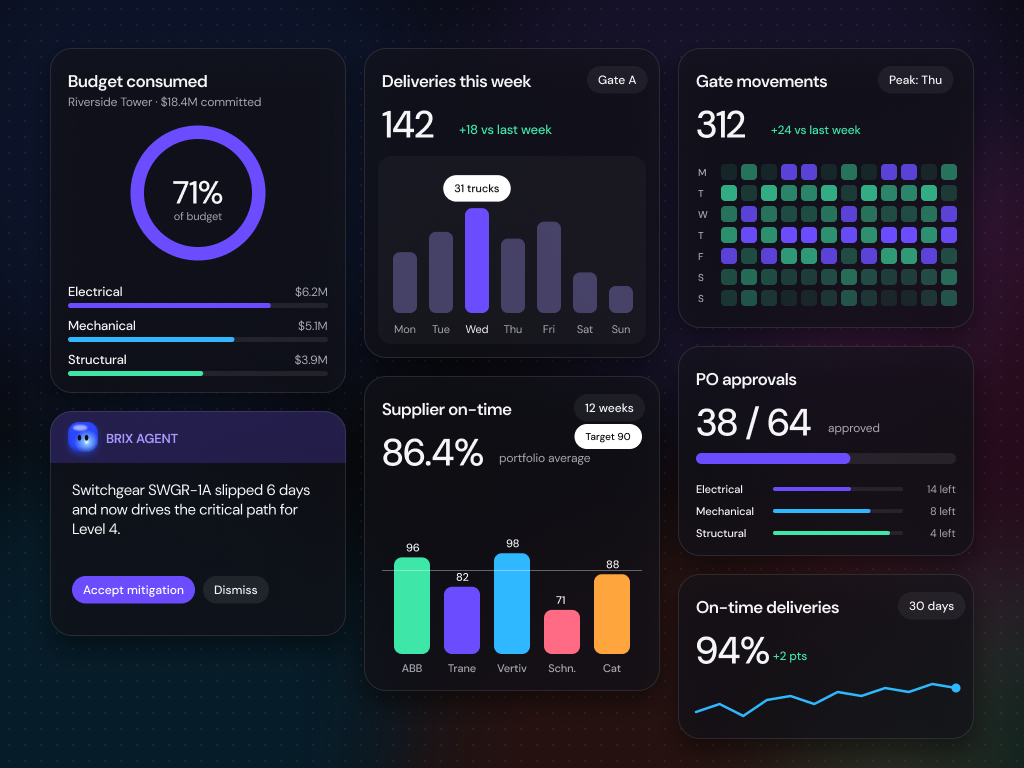 Budget consumed
Riverside Tower · $18.4M committed
71%
of budget
Electrical $6.2M
Mechanical $5.1M
Structural $3.9M
BRIX AGENT
Switchgear SWGR-1A slipped 6 days
and now drives the critical path for
Level 4.
Accept mitigation Dismiss
Deliveries this week Gate A
142 +18 vs last week
31 trucks
Mon Tue Wed Thu Fri Sat Sun
Supplier on-time 12 weeks
Target 90
86.4% portfolio average
96 82 98 71 88
ABB Trane Vertiv Schn. Cat
Gate movements Peak: Thu
312 +24 vs last week
M
T
W
T
F
S
S
PO approvals
38 / 64 approved
Electrical 14 left
Mechanical 8 left
Structural 4 left
On-time deliveries 30 days
94% +2 pts